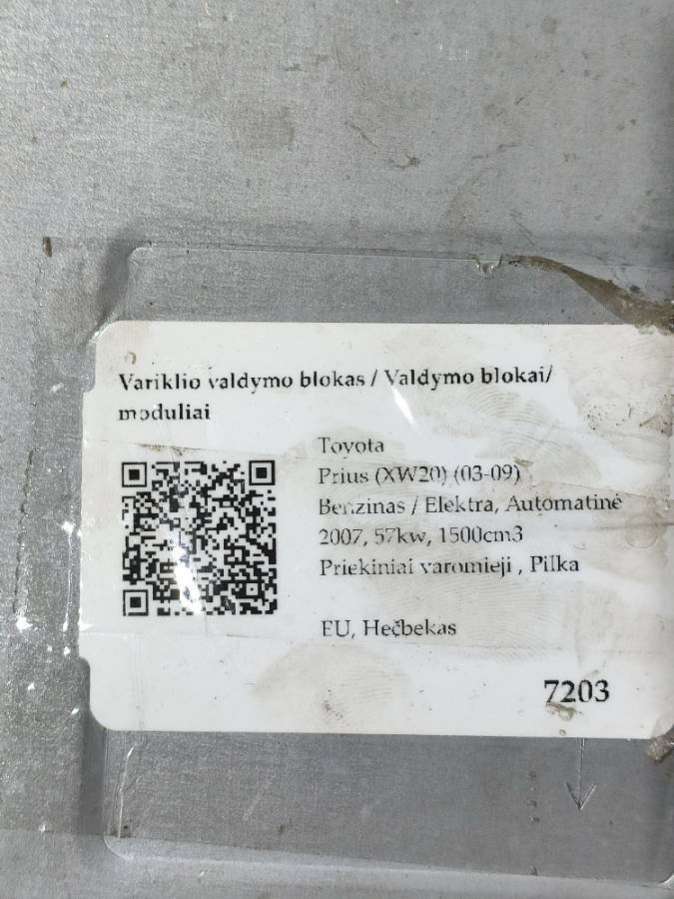 Variklio valdymo blokas / Valdymo blokai/
moduliai
Toyota
Prius (XW20) (03-09)
Benzinas / Elektra, Automatinė
2007, 57kw, 1500cm3
Priekiniai varomieji , Pilka
EU, Hečbekas
7203